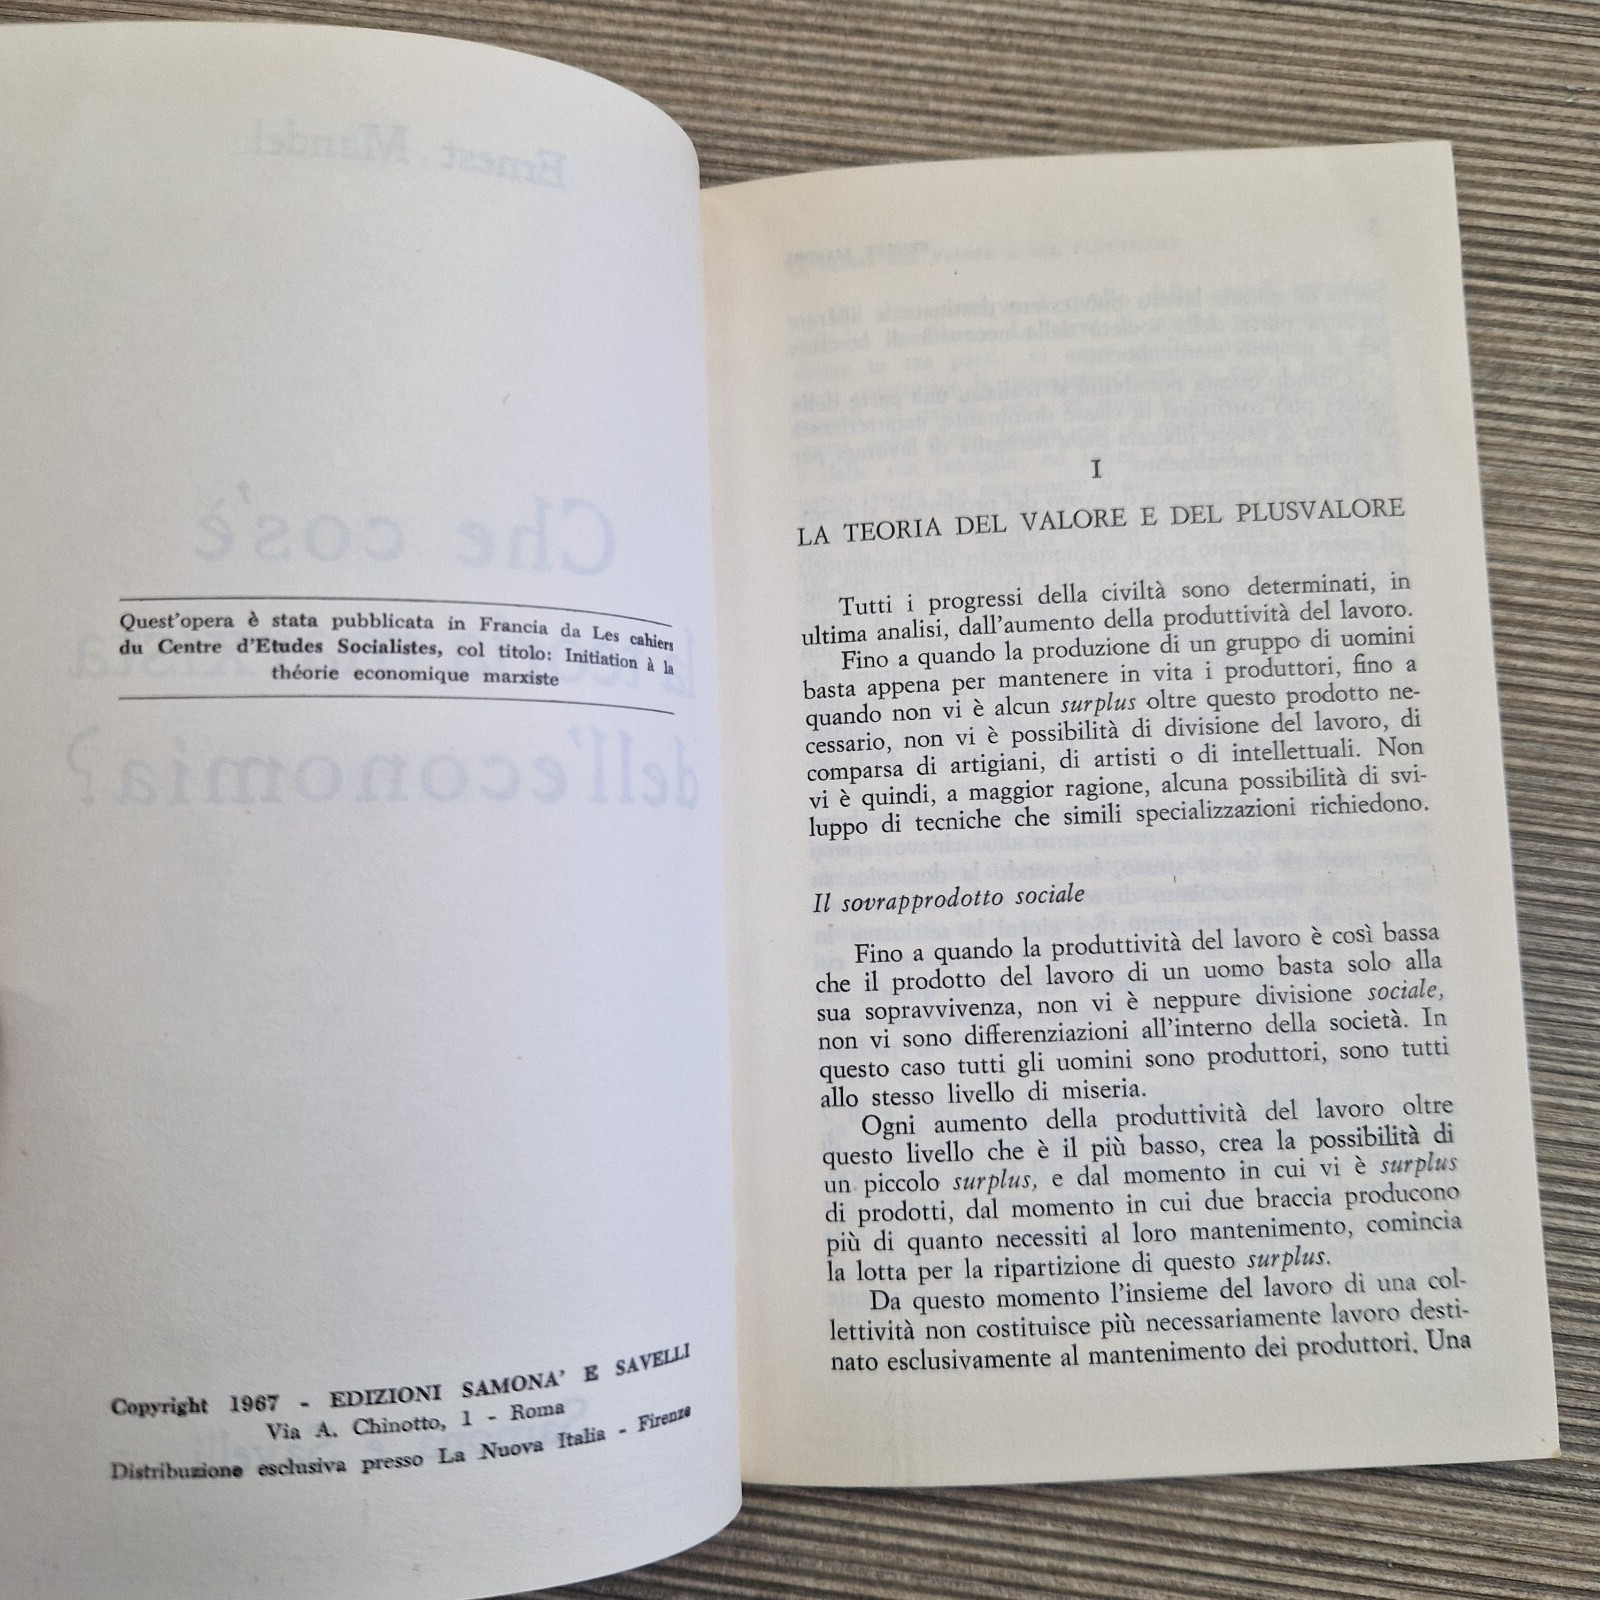 Quest'opera è stata pubblicata in Francia da Les cahiers
du Centre d'Etudes Socialistes, col titolo: Initiation à la
théorie economique marxiste
Copyright 1967 - EDIZIONI SAMONA' E SAVELLI
Via A. Chinotto, 1 - Roma
Distribuzione esclusiva presso La Nuova Italia - Firenze
I
LA TEORIA DEL VALORE E DEL PLUSVALORE
Tutti i progressi della civiltà sono determinati, in
ultima analisi, dall'aumento della produttività del lavoro.
Fino a quando la produzione di un gruppo di uomini
basta appena per mantenere in vita i produttori, fino a
quando non vi è alcun surplus oltre questo prodotto ne-
cessario, non vi è possibilità di divisione del lavoro, di
comparsa di artigiani, di artisti o di intellettuali. Non
vi è quindi, a maggior ragione, alcuna possibilità di svi-
luppo di tecniche che simili specializzazioni richiedono.
Il sovrapprodotto sociale
Fino a quando la produttività del lavoro è così bassa
che il prodotto del lavoro di un uomo basta solo alla
sua sopravvivenza, non vi è neppure divisione sociale,
non vi sono differenziazioni all'interno della società. In
questo caso tutti gli uomini sono produttori, sono tutti
allo stesso livello di miseria.
Ogni aumento della produttività del lavoro oltre
questo livello che è il più basso, crea la possibilità di
un piccolo surplus, e dal momento in cui vi è surplus
di prodotti, dal momento in cui due braccia producono
più di quanto necessiti al loro mantenimento, comincia
la lotta per la ripartizione di questo surplus.
Da questo momento l'insieme del lavoro di una col-
lettività non costituisce più necessariamente lavoro desti-
nato esclusivamente al mantenimento dei produttori. Una